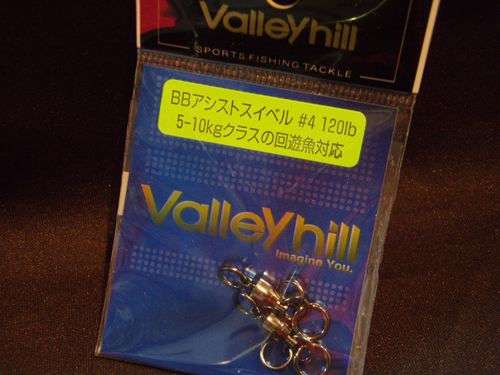 ValleyHill
SPORTS FISHING TACKLE
BBアシストスイベル #4 120lb
5-10kgクラスの回遊魚対応
ValleyHill
Imagine You.